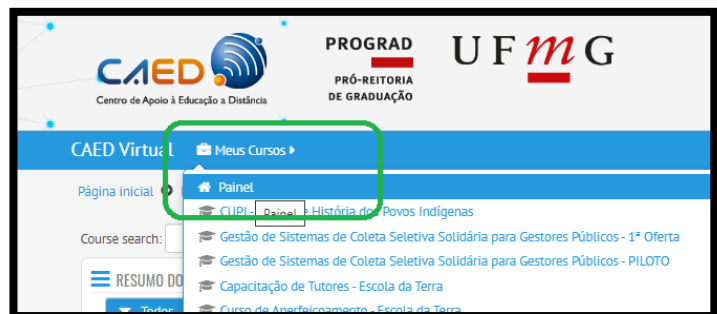 CAED
Centro de Apoio à Educação a Distância
PROGRAD
PRÓ-REITORIA
DE GRADUAÇÃO
UFmG
CAED Virtual Meus Cursos
Página inicial
Painel
CUPI - Painel e História dos Povos Indígenas
Course search:
Gestão de Sistemas de Coleta Seletiva Solidária para Gestores Públicos - 1ª Oferta
Gestão de Sistemas de Coleta Seletiva Solidária para Gestores Públicos - PILOTO
RESUMO DO
Capacitação de Tutores - Escola da Terra
Todos
Curso de Aperfeiçoamento - Escola da Terra